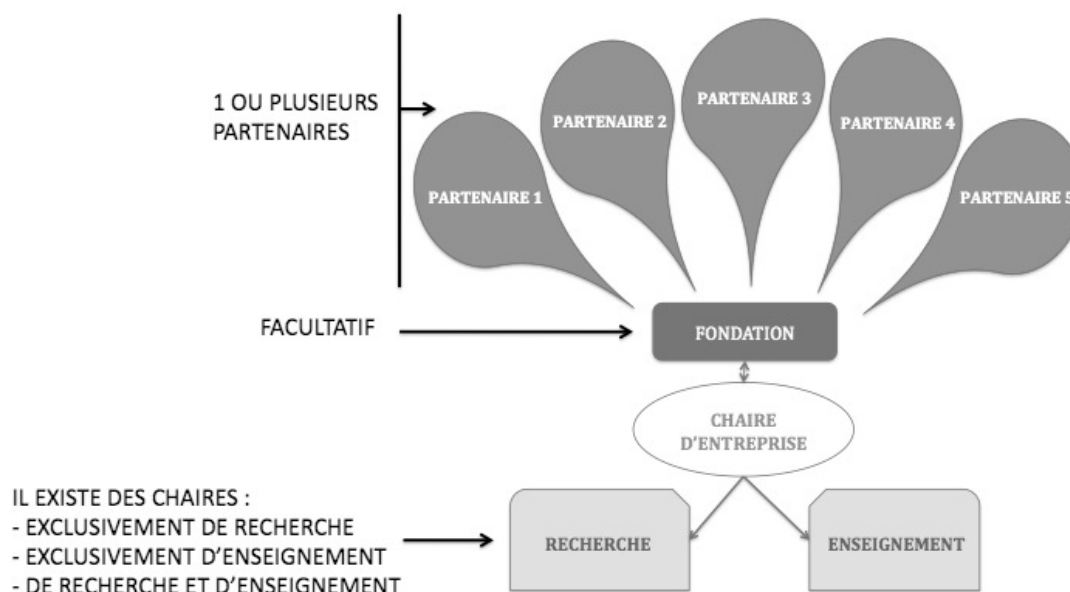 1 OU PLUSIEURS
PARTENAIRES
PARTENAIRE 1
PARTENAIRE 2
PARTENAIRE 3
PARTENAIRE 4
PARTENAIRE 5
FACULTATIF
FONDATION
CHAIRE
D'ENTREPRISE
IL EXISTE DES CHAIRES :
- EXCLUSIVEMENT DE RECHERCHE
- EXCLUSIVEMENT D'ENSEIGNEMENT
- DE RECHERCHE ET D'ENSEIGNEMENT
RECHERCHE
ENSEIGNEMENT